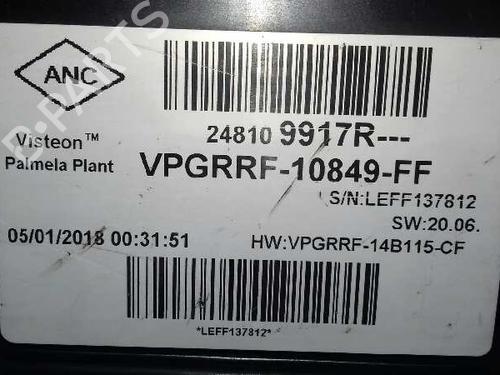 ANC
Visteon™
Palmela Plant
24810 9917R---
VPGRRF-10849-FF
S/N:LEFF137812
SW:20.06.
05/01/2018 00:31:51
HW:VPGRRF-14B115-CF
*LEFF137812*
B-PARTS